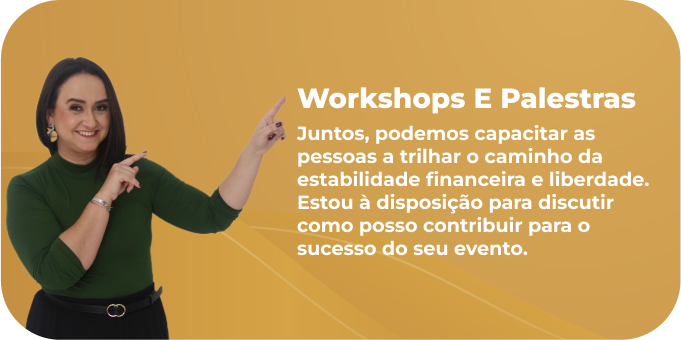 Workshops E Palestras
Juntos, podemos capacitar as
pessoas a trilhar o caminho da
estabilidade financeira e liberdade.
Estou à disposição para discutir
como posso contribuir para o
sucesso do seu evento.